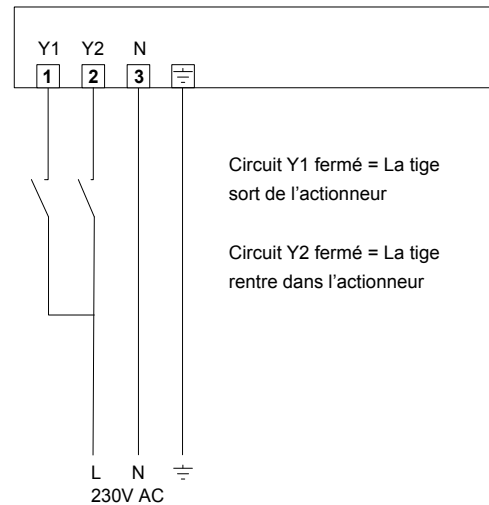 Y1 Y2 N
1 2 3
Circuit Y1 fermé = La tige
sort de l'actionneur
Circuit Y2 fermé = La tige
rentre dans l'actionneur
L N
230V AC